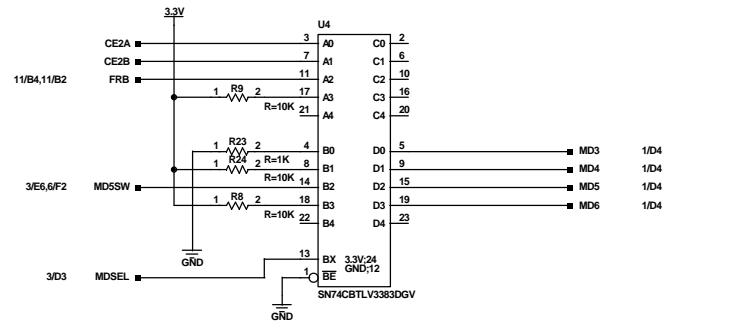 3.3V
U4
CE2A 3 A0 C0 2
CE2B 7 A1 C1 6
11/B4,11/B2 FRB 11 A2 C2 10
R9
1 2 17 A3 C3 16
R=10K
21 A4 C4 20
R23
1 2 4 B0 D0 5 MD3 1/D4
R24 R=1K
1 2 8 B1 D1 9 MD4 1/D4
R=10K
3/E6,6/F2 MD5SW 14 B2 D2 15 MD5 1/D4
R8
1 2 18 B3 D3 19 MD6 1/D4
R=10K
22 B4 D4 23
GND
13 BX 3.3V;24
GND;12
3/D3 MDSEL 1 BE
SN74CBTLV3383DGV
GND